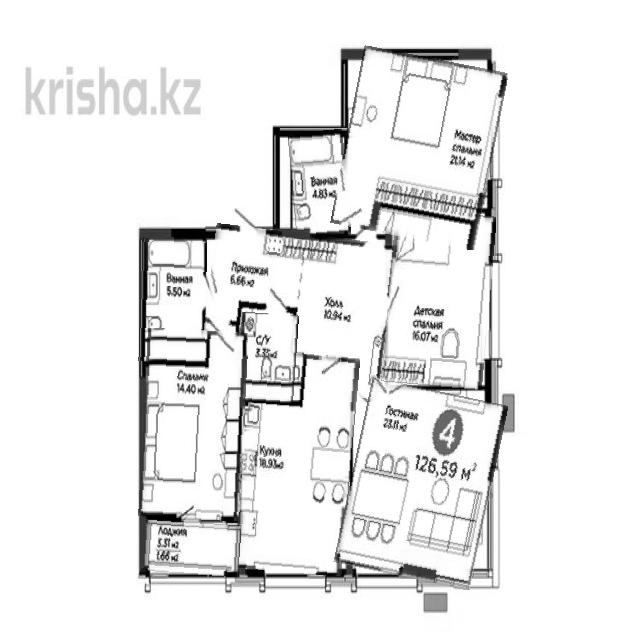 krisha.kz
Мастер
спальня
21.14 м2
Ванная
4.83 м2
Прихожая
6.66 м2
Ванная
5.50 м2
Холл
10.94 м2
Детская
спальня
16.07 м2
С/У
3.35 м2
Спальня
14.40 м2
Гостиная
23.11 м2
4
126,59 м2
Кухня
18.93 м2
Лоджия
3.31 м2
1.66 м2